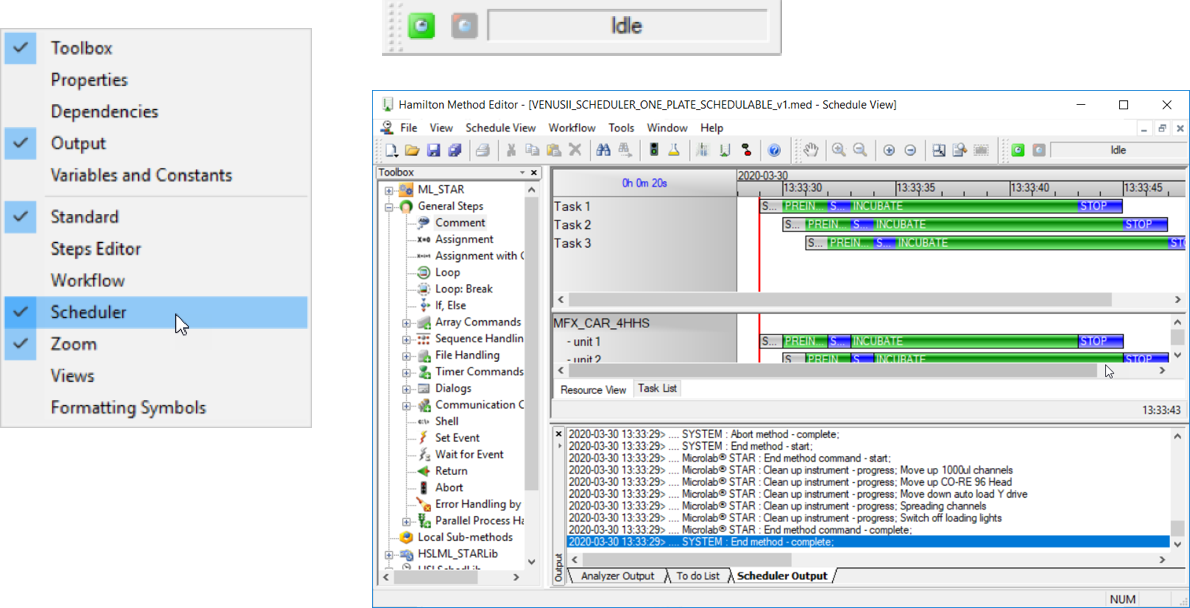 Toolbox
Properties
Dependencies
Output
Variables and Constants
Standard
Steps Editor
Workflow
Scheduler
Zoom
Views
Formatting Symbols
Idle
Hamilton Method Editor - [VENUSII_SCHEDULER_ONE_PLATE_SCHEDULABLE_v1.med - Schedule View]
File View Schedule View Workflow Tools Window Help
Idle
Toolbox
ML_STAR
General Steps
Comment
Assignment
Assignment with C
Loop
Loop: Break
If, Else
Array Commands
Sequence Handlin
File Handling
Timer Commands
Dialogs
Communication C
Shell
Set Event
Wait for Event
Return
Abort
Error Handling by
Parallel Process Ha
Local Sub-methods
HSLML_STARLib
HSLSchedLib
0h 0m 20s
2020-03-30
13:33:30 13:33:35 13:33:40 13:33:45
Task 1 S... PREIN S... INCUBATE STOP
Task 2 S... PREIN S... INCUBATE STOP
Task 3 S... PREIN S... INCUBATE STO
MFX_CAR_4HHS
- unit 1 S... PREIN S... INCUBATE STOP
- unit 2 S... PREIN S... INCUBATE STOP
Resource View Task List
13:33:43
2020-03-30 13:33:29> .... SYSTEM : Abort method - complete;
2020-03-30 13:33:29> .... SYSTEM : End method - start;
2020-03-30 13:33:29> .... Microlab® STAR : End method command - start;
2020-03-30 13:33:29> .... Microlab® STAR : Clean up instrument - progress; Move up 1000ul channels
2020-03-30 13:33:29> .... Microlab® STAR : Clean up instrument - progress; Move up CO-RE 96 Head
2020-03-30 13:33:29> .... Microlab® STAR : Clean up instrument - progress; Move down auto load Y drive
2020-03-30 13:33:29> .... Microlab® STAR : Clean up instrument - progress; Spreading channels
2020-03-30 13:33:29> .... Microlab® STAR : Clean up instrument - progress; Switch off loading lights
2020-03-30 13:33:29> .... Microlab® STAR : End method command - complete;
2020-03-30 13:33:29> .... SYSTEM : End method - complete;
Output
Analyzer Output To do List Scheduler Output
NUM